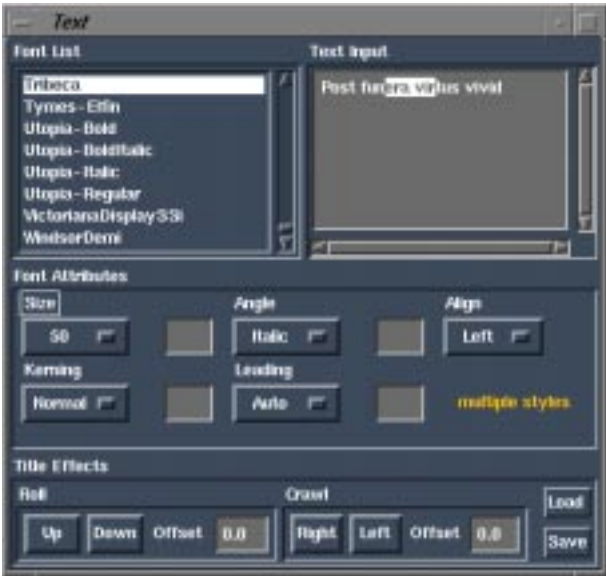 Text
Font List
Text Input
Tribeca
Tymes-Elfin
Utopia-Bold
Utopia-BoldItalic
Utopia-Italic
Utopia-Regular
VictorianaDisplaySSi
WindsorDemi
Post funera virtus vivid
Font Attributes
Size
Angle
Align
50
Italic
Left
Kerning
Leading
Normal
Auto
multiple styles
Title Effects
Roll
Crawl
Up
Down
Offset
0.0
Right
Left
Offset
0.0
Load
Save